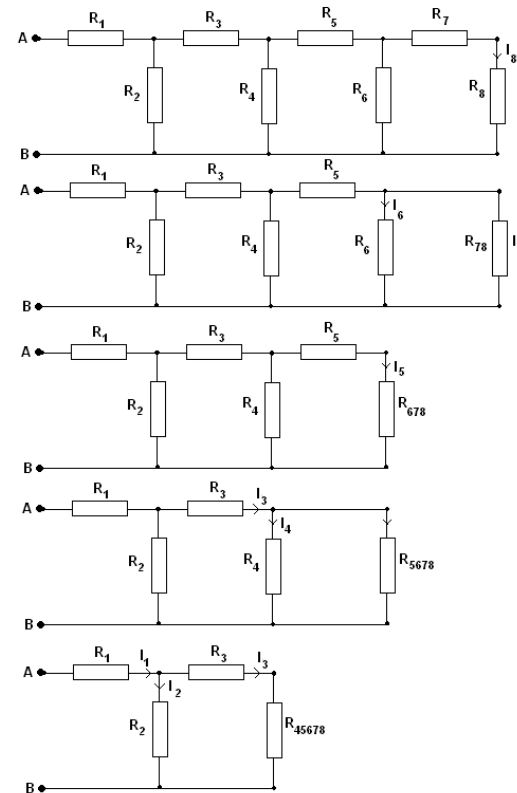 R1 R3 R5 R7
A I8
R2 R4 R6 R8
B
R1 R3 R5
A I6
R2 R4 R6 R78 I
B
R1 R3 R5
A I5
R2 R4 R678
B
R1 R3 I3
A I4
R2 R4 R5678
B
R1 I1 R3 I3
A I2
R2 R45678
B